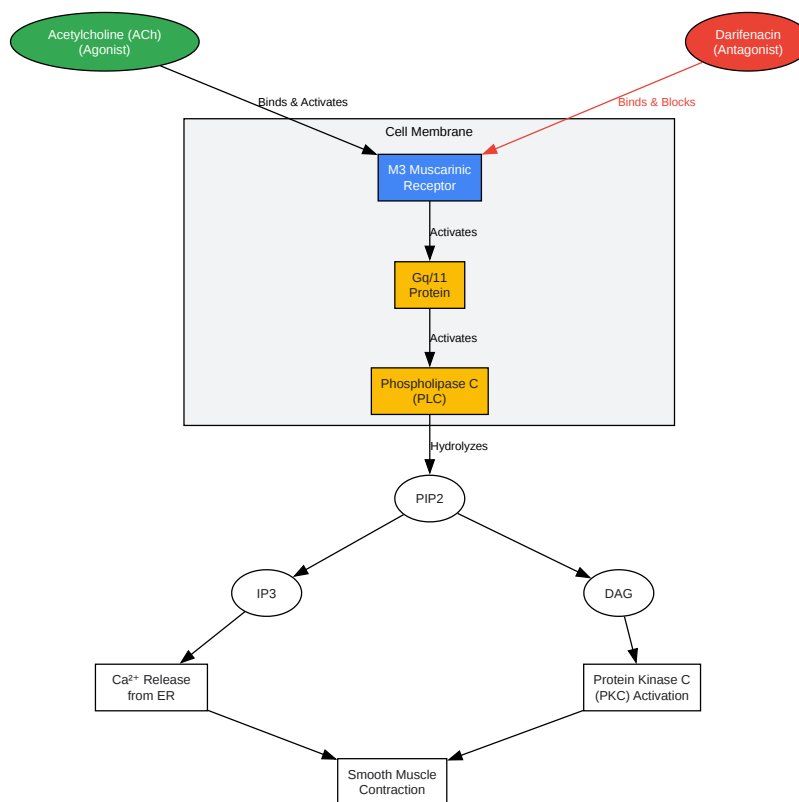 Acetylcholine (ACh)
(Agonist)
Darifenacin
(Antagonist)
Binds & Activates
Binds & Blocks
Cell Membrane
M3 Muscarinic
Receptor
Activates
Gq/11
Protein
Activates
Phospholipase C
(PLC)
Hydrolyzes
PIP2
IP3
DAG
Ca²⁺ Release
from ER
Protein Kinase C
(PKC) Activation
Smooth Muscle
Contraction